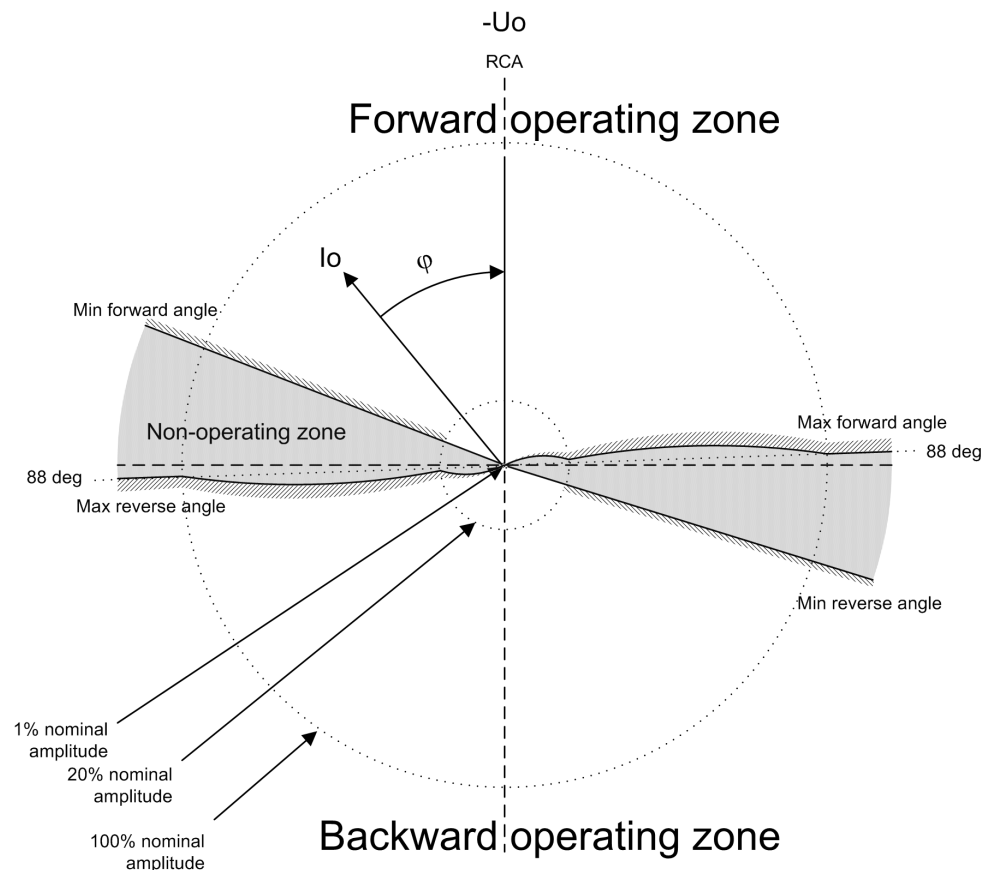 -Uo
RCA
Forward operating zone
Io
φ
Min forward angle
Non-operating zone
Max forward angle
88 deg
88 deg
Max reverse angle
Min reverse angle
1% nominal
amplitude
20% nominal
amplitude
100% nominal
amplitude
Backward operating zone